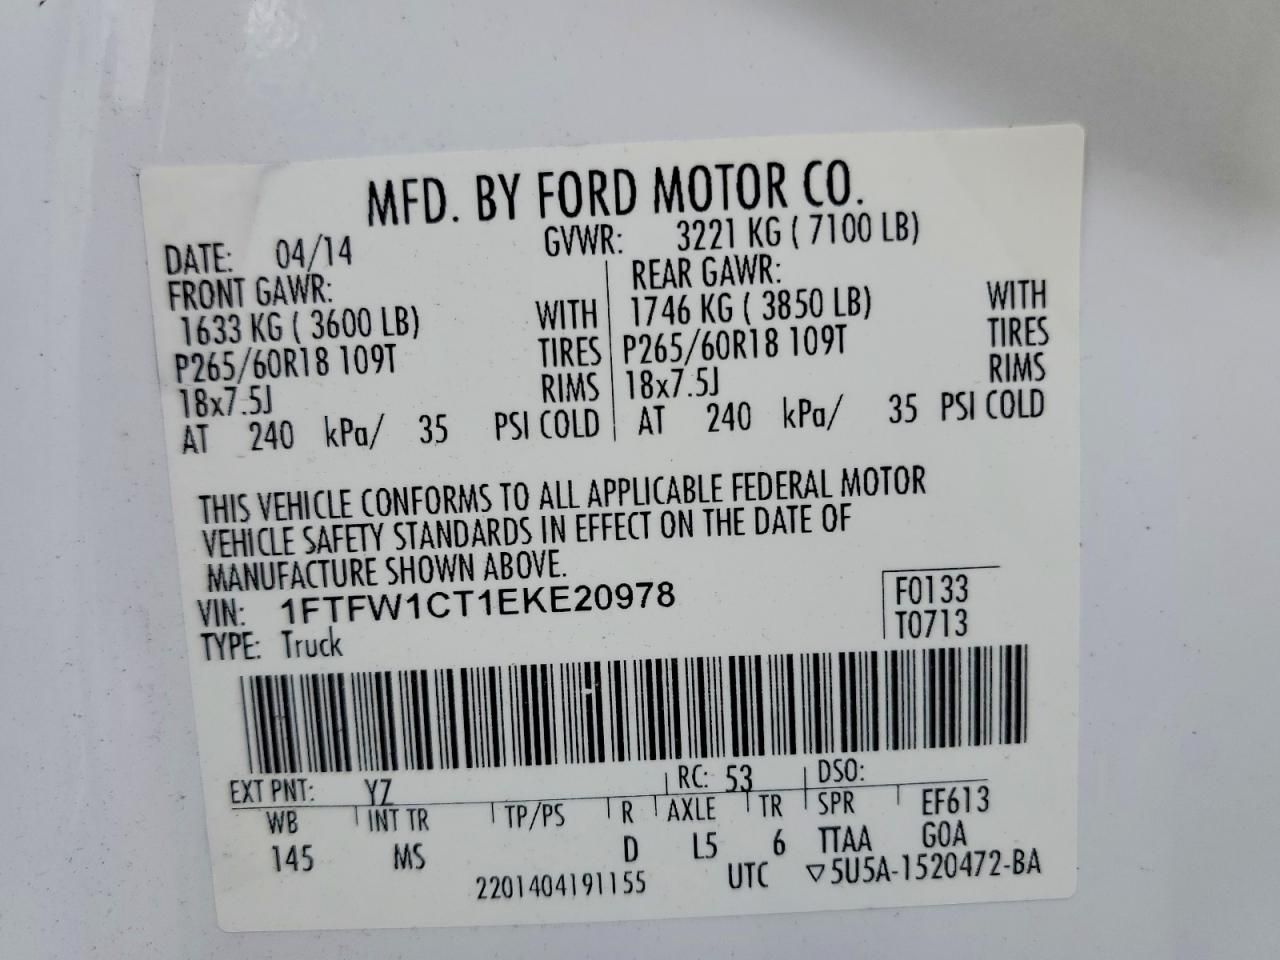 MFD. BY FORD MOTOR CO.
DATE: 04/14 GVWR: 3221 KG ( 7100 LB)
FRONT GAWR: REAR GAWR:
1633 KG ( 3600 LB) WITH 1746 KG ( 3850 LB) WITH
P265/60R18 109T TIRES P265/60R18 109T TIRES
18x7.5J RIMS 18x7.5J RIMS
AT 240 kPa/ 35 PSI COLD AT 240 kPa/ 35 PSI COLD
THIS VEHICLE CONFORMS TO ALL APPLICABLE FEDERAL MOTOR
VEHICLE SAFETY STANDARDS IN EFFECT ON THE DATE OF
MANUFACTURE SHOWN ABOVE.
VIN: 1FTFW1CT1EKE20978 F0133
TYPE: Truck T0713
EXT PNT: YZ RC: 53 DSO:
WB INT TR TP/PS R AXLE TR SPR EF613
145 MS D L5 6 TTAA GOA
2201404191155 UTC ▽5U5A-1520472-BA